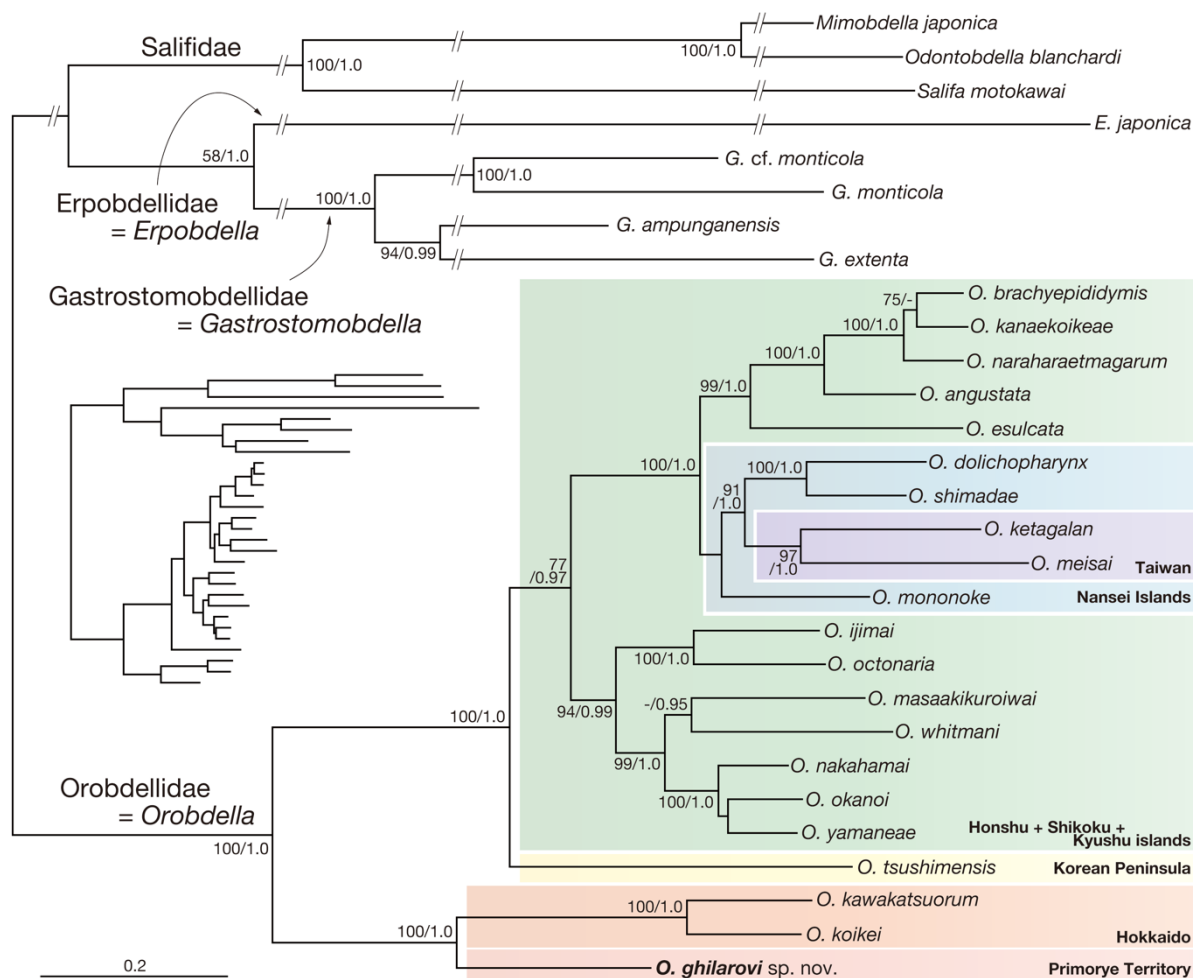 Salifidae
Mimobdella japonica
100/1.0
Odontobdella blanchardi
100/1.0
Salifa motokawai
E. japonica
58/1.0
G. cf. monticola
100/1.0
100/1.0
G. monticola
Erpobdellidae
= Erpobdella
G. ampunganensis
94/0.99
G. extenta
Gastrostomobdellidae
= Gastrostomobdella
75/-
O. brachyepididymis
100/1.0
O. kanaekoikeae
100/1.0
O. naraharaetmagarum
99/1.0
O. angustata
O. esulcata
100/1.0
100/1.0
O. dolichopharynx
91
/1.0
O. shimadae
O. ketagalan
97
/1.0
O. meisai
Taiwan
77
/0.97
O. mononoke
Nansei Islands
O. ijimai
100/1.0
O. octonaria
94/0.99
-/0.95
O. masaakikuroiwai
100/1.0
O. whitmani
99/1.0
O. nakahamai
100/1.0
O. okanoi
O. yamaneae
Honshu + Shikoku +
Kyushu islands
Orobdellidae
= Orobdella
100/1.0
O. tsushimensis
Korean Peninsula
100/1.0
O. kawakatsuorum
100/1.0
O. koikei
Hokkaido
0.2
O. ghilarovi sp. nov.
Primorye Territory